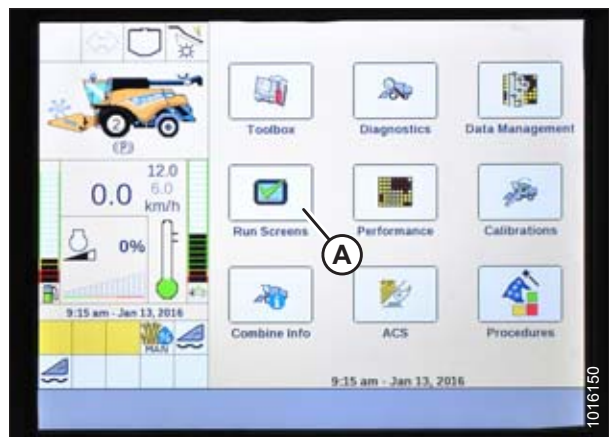 Toolbox
Diagnostics
Data Management
2
(P)
12.0
0.0
6.0
km/h
Run Screens
Performance
Calibrations
A
0%
9:15 am - Jan 13, 2016
MAN
%
Combine Info
ACS
Procedures
9:15 am - Jan 13, 2016
1016150